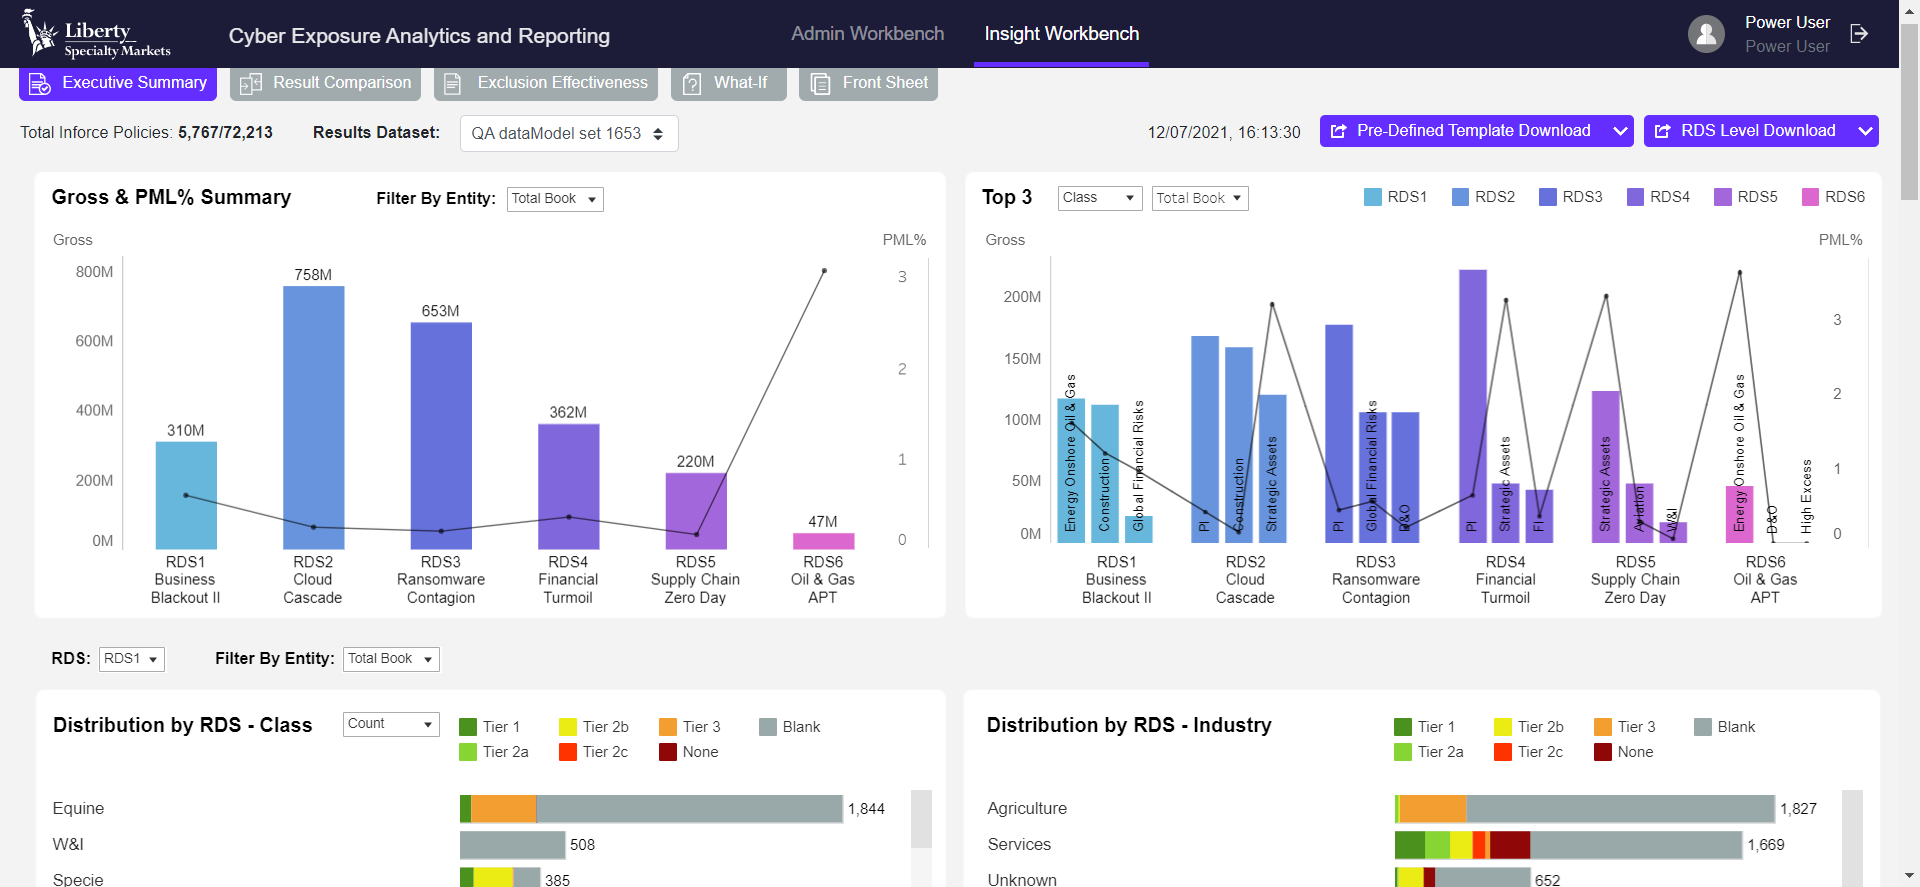 Liberty
Specialty Markets
Cyber Exposure Analytics and Reporting
Admin Workbench
Insight Workbench
Power User
Power User
Executive Summary
Result Comparison
Exclusion Effectiveness
What-If
Front Sheet
Total Inforce Policies: 5,767/72,213
Results Dataset:
QA dataModel set 1653
12/07/2021, 16:13:30
Pre-Defined Template Download
RDS Level Download
Gross & PML% Summary
Filter By Entity:
Total Book
Gross
PML%
800M
600M
400M
200M
0M
3
2
1
0
310M
758M
653M
362M
220M
47M
RDS1
Business
Blackout II
RDS2
Cloud
Cascade
RDS3
Ransomware
Contagion
RDS4
Financial
Turmoil
RDS5
Supply Chain
Zero Day
RDS6
Oil & Gas
APT
Top 3
Class
Total Book
RDS1
RDS2
RDS3
RDS4
RDS5
RDS6
Gross
PML%
200M
150M
100M
50M
0M
3
2
1
0
Energy Onshore Oil & Gas
Construction
Global Financial Risks
PI
Construction
Strategic Assets
PI
Global Financial Risks
D&O
PI
Strategic Assets
FI
Strategic Assets
Aviation
W&I
Energy Onshore Oil & Gas
D&O
High Excess
RDS1
Business
Blackout II
RDS2
Cloud
Cascade
RDS3
Ransomware
Contagion
RDS4
Financial
Turmoil
RDS5
Supply Chain
Zero Day
RDS6
Oil & Gas
APT
RDS:
RDS1
Filter By Entity:
Total Book
Distribution by RDS - Class
Count
Tier 1
Tier 2b
Tier 3
Blank
Tier 2a
Tier 2c
None
Equine
1,844
W&I
508
Specie
385
Distribution by RDS - Industry
Tier 1
Tier 2b
Tier 3
Blank
Tier 2a
Tier 2c
None
Agriculture
1,827
Services
1,669
Unknown
652